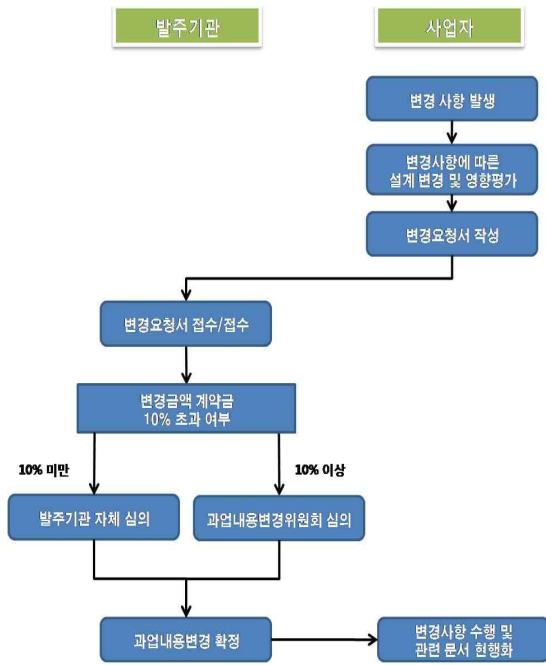 발주기관
사업자
변경 사항 발생
변경사항에 따른
설계 변경 및 영향평가
변경요청서 작성
변경요청서 접수/접수
변경금액 계약금
10% 초과 여부
10% 미만
10% 이상
발주기관 자체 심의
과업내용변경위원회 심의
과업내용변경 확정
변경사항 수행 및
관련 문서 현행화